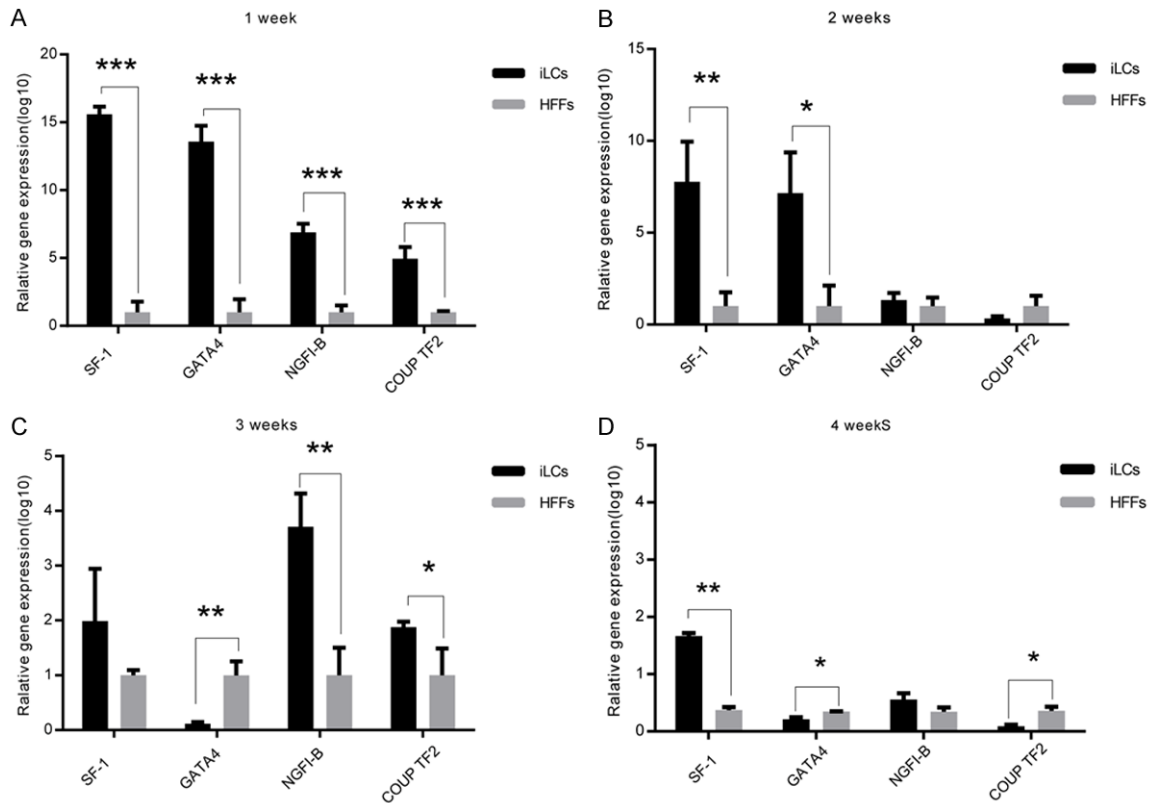 A
1 week
Ralative gene expression(log10)
20
15
10
5
0
***
***
***
***
iLCs
HFFs
SF-1
GATA4
NGFI-B
COUP TF2
B
2 weeks
Ralative gene expression(log10)
15
10
5
0
**
*
iLCs
HFFs
SF-1
GATA4
NGFI-B
COUP TF2
C
3 weeks
Ralative gene expression(log10)
5
4
3
2
1
0
**
**
*
iLCs
HFFs
SF-1
GATA4
NGFI-B
COUP TF2
D
4 weekS
Ralative gene expression(log10)
5
4
3
2
1
0
**
*
*
iLCs
HFFs
SF-1
GATA4
NGFI-B
COUP TF2